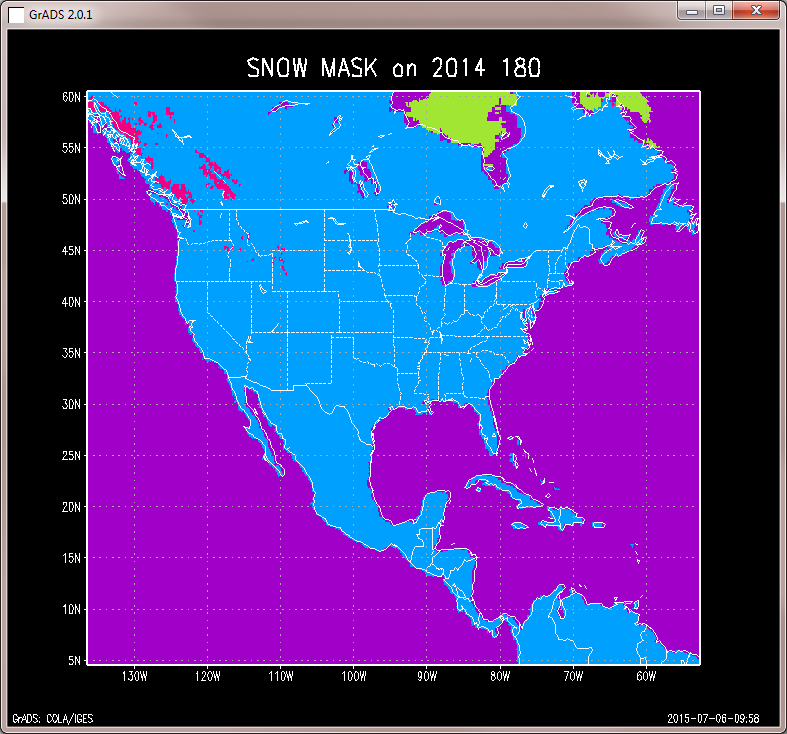 GrADS 2.0.1
SNOW MASK on 2014 180
60N
55N
50N
45N
40N
35N
30N
25N
20N
15N
10N
5N
130W 120W 110W 100W 90W 80W 70W 60W
GrADS: COLA/IGES 2015-07-06-09:58